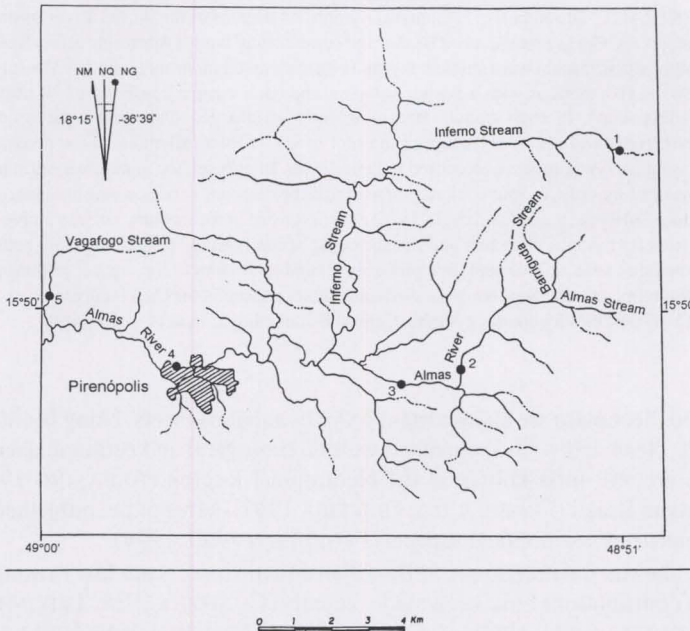 NM NQ NG
18°15' -36'39"
Inferno Stream
1
Inferno Stream
Bamguda Stream
Vagafogo Stream
5
15°50'
15°50'
Almas Stream
Almas River
4
Almas River
2
3
Pirenópolis
49°00'
48°51'
0 1 2 3 4 Km